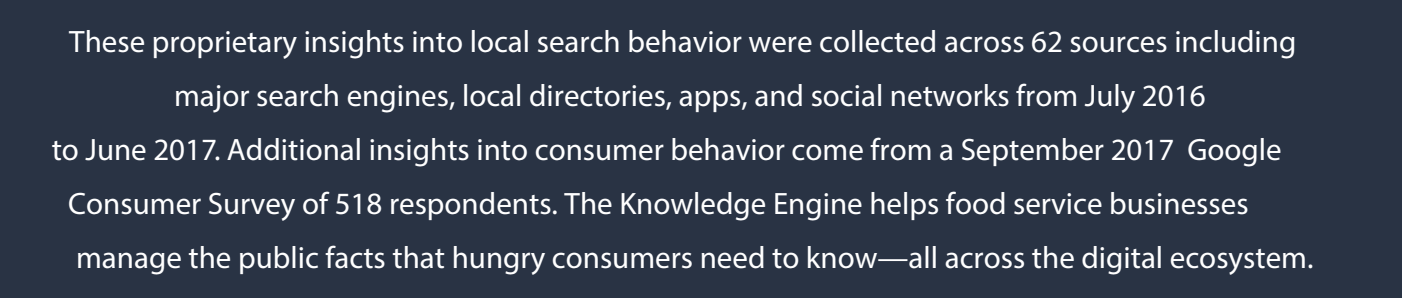 These proprietary insights into local search behavior were collected across 62 sources including
major search engines, local directories, apps, and social networks from July 2016
to June 2017. Additional insights into consumer behavior come from a September 2017  Google
Consumer Survey of 518 respondents. The Knowledge Engine helps food service businesses
manage the public facts that hungry consumers need to know—all across the digital ecosystem.